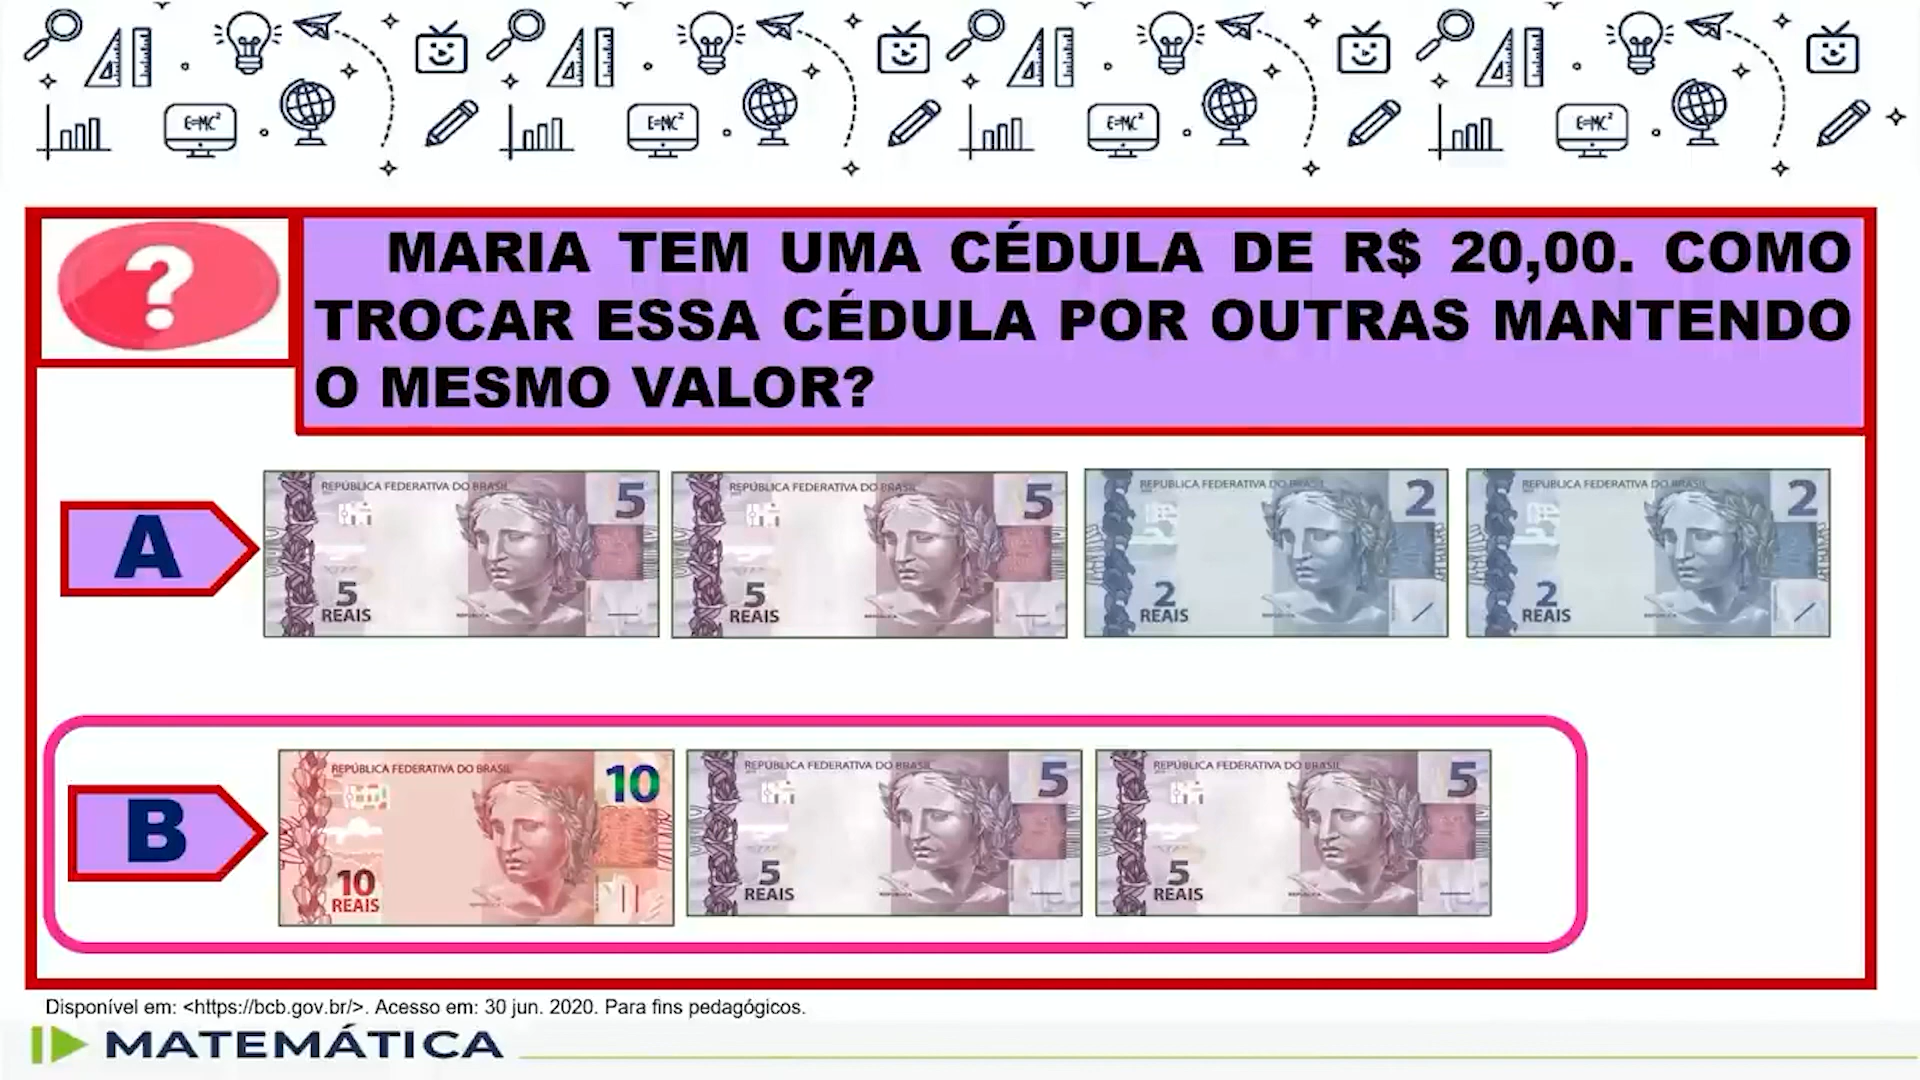 E=MC² E=MC² E=MC² E=MC²
?
MARIA TEM UMA CÉDULA DE R$ 20,00. COMO
TROCAR ESSA CÉDULA POR OUTRAS MANTENDO
O MESMO VALOR?
A
REPÚBLICA FEDERATIVA DO BRASIL 5
5
REAIS
REPÚBLICA FEDERATIVA DO BRASIL 5
5
REAIS
REPÚBLICA FEDERATIVA DO BRASIL 2
2
REAIS
REPÚBLICA FEDERATIVA DO BRASIL 2
2
REAIS
B
REPÚBLICA FEDERATIVA DO BRASIL 10
10
REAIS
REPÚBLICA FEDERATIVA DO BRASIL 5
5
REAIS
REPÚBLICA FEDERATIVA DO BRASIL 5
5
REAIS
Disponível em: <https://bcb.gov.br/>. Acesso em: 30 jun. 2020. Para fins pedagógicos.
MATEMÁTICA